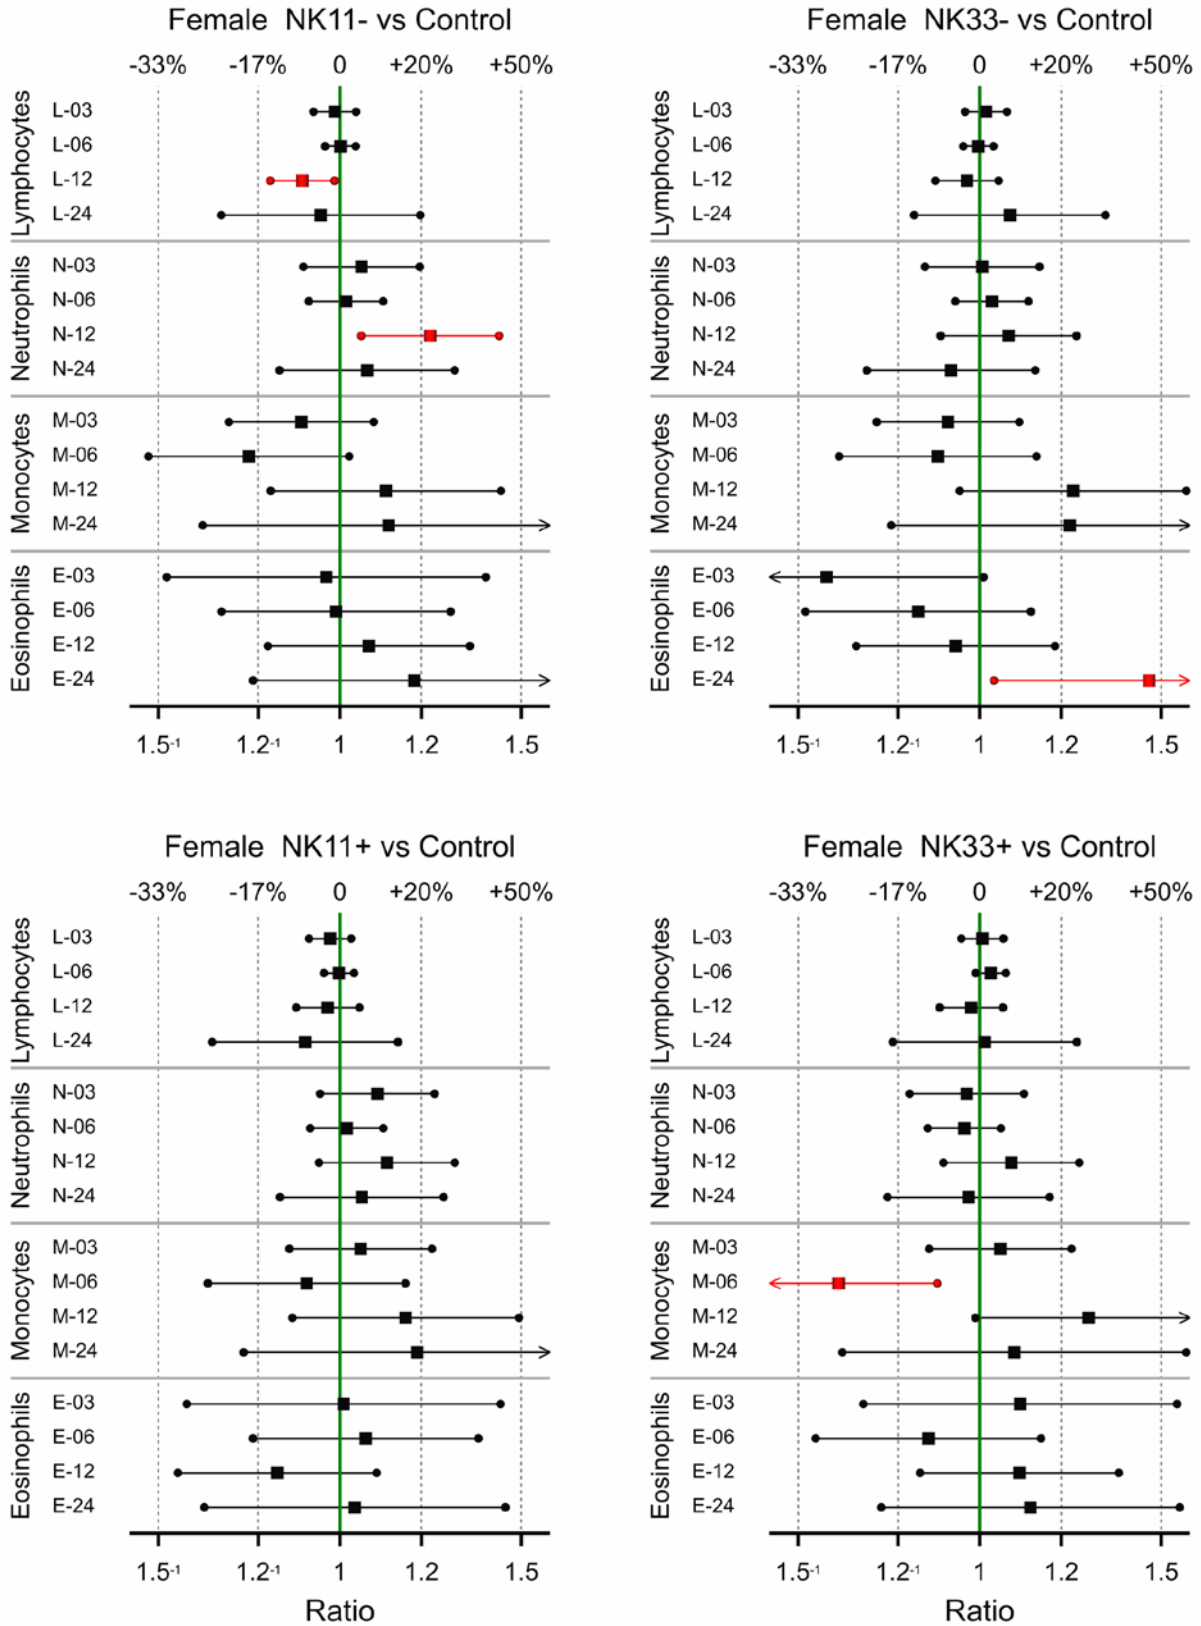 Female NK11- vs Control
-33% -17% 0 +20% +50%
Lymphocytes
L-03
L-06
L-12
L-24
Neutrophils
N-03
N-06
N-12
N-24
Monocytes
M-03
M-06
M-12
M-24
Eosinophils
E-03
E-06
E-12
E-24
1.5-1 1.2-1 1 1.2 1.5
Female NK33- vs Control
-33% -17% 0 +20% +50%
Lymphocytes
L-03
L-06
L-12
L-24
Neutrophils
N-03
N-06
N-12
N-24
Monocytes
M-03
M-06
M-12
M-24
Eosinophils
E-03
E-06
E-12
E-24
1.5-1 1.2-1 1 1.2 1.5
Female NK11+ vs Control
-33% -17% 0 +20% +50%
Lymphocytes
L-03
L-06
L-12
L-24
Neutrophils
N-03
N-06
N-12
N-24
Monocytes
M-03
M-06
M-12
M-24
Eosinophils
E-03
E-06
E-12
E-24
1.5-1 1.2-1 1 1.2 1.5
Ratio
Female NK33+ vs Control
-33% -17% 0 +20% +50%
Lymphocytes
L-03
L-06
L-12
L-24
Neutrophils
N-03
N-06
N-12
N-24
Monocytes
M-03
M-06
M-12
M-24
Eosinophils
E-03
E-06
E-12
E-24
1.5-1 1.2-1 1 1.2 1.5
Ratio